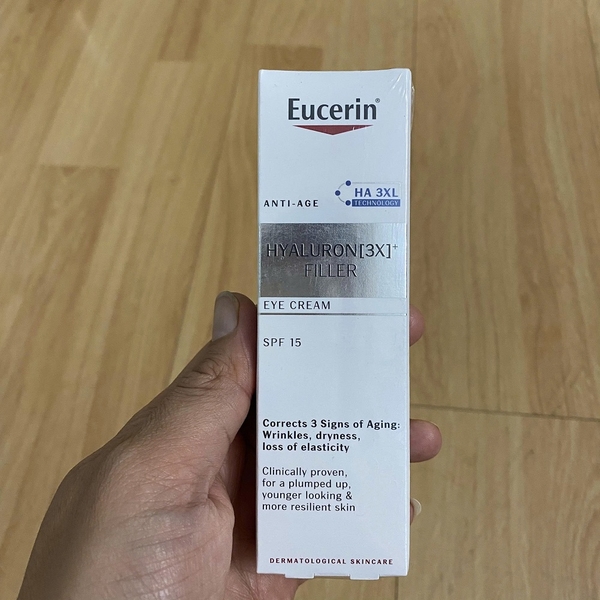 Eucerin®
HA 3XL
TECHNOLOGY
ANTI-AGE
HYALURON[3X]+
FILLER
EYE CREAM
SPF 15
Corrects 3 Signs of Aging:
Wrinkles, dryness,
loss of elasticity
Clinically proven,
for a plumped up,
younger looking &
more resilient skin
DERMATOLOGICAL SKINCARE